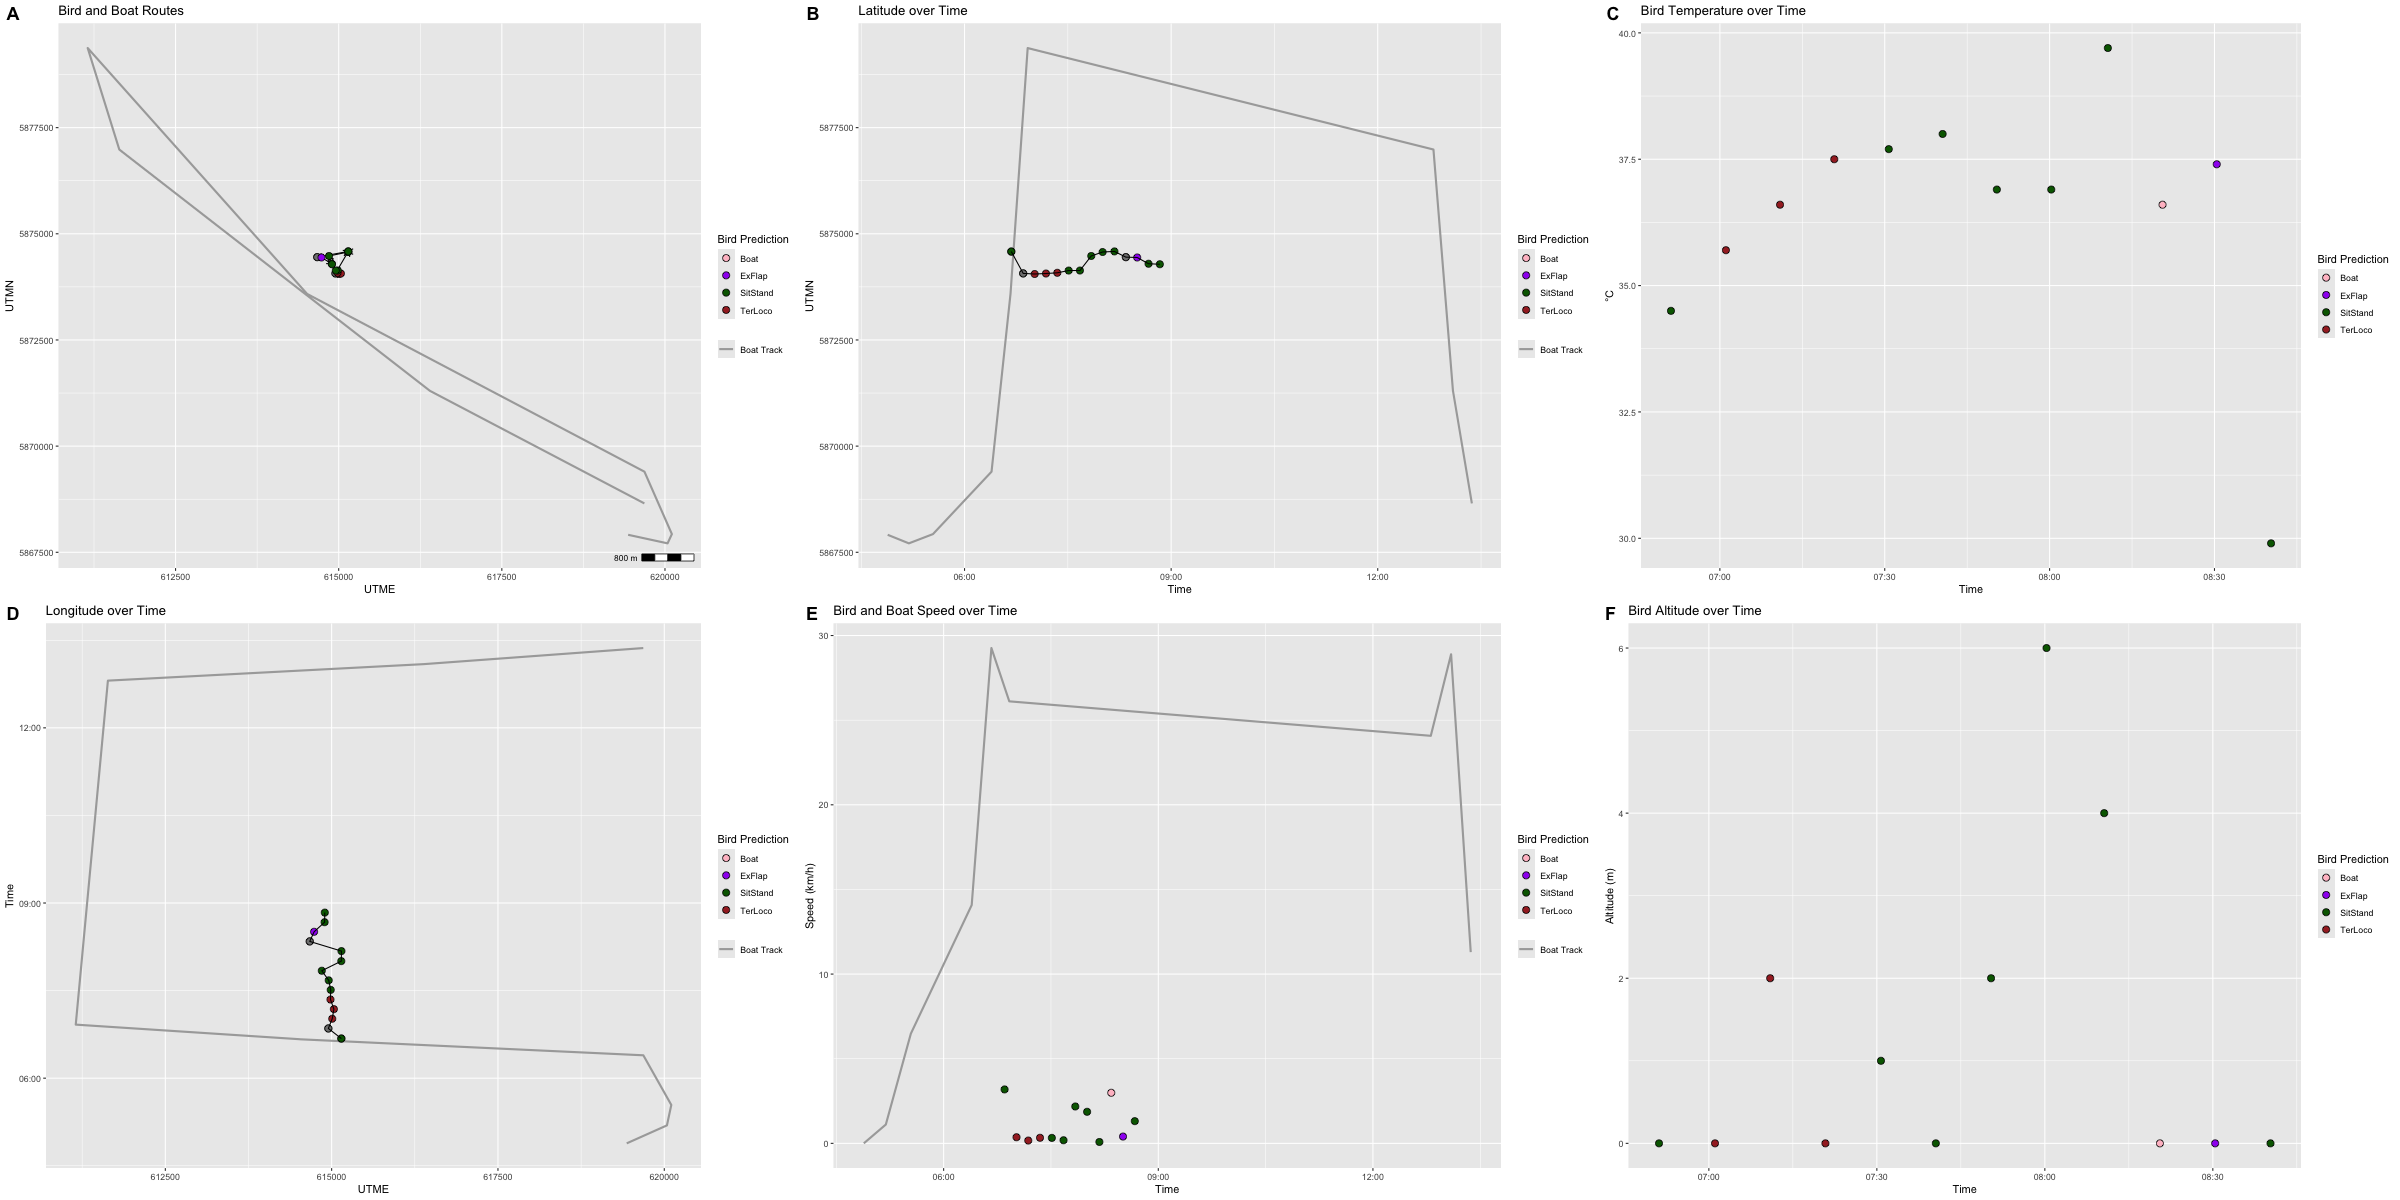 A Bird and Boat Routes
UTMN
5877500
5875000
5872500
5870000
5867500
800 m
612500 615000 617500 620000
UTME
Bird Prediction
Boat
ExFlap
SitStand
TerLoco
Boat Track
B Latitude over Time
UTMN
5877500
5875000
5872500
5870000
5867500
06:00 09:00 12:00
Time
Bird Prediction
Boat
ExFlap
SitStand
TerLoco
Boat Track
C Bird Temperature over Time
°C
40.0
37.5
35.0
32.5
30.0
07:00 07:30 08:00 08:30
Time
Bird Prediction
Boat
ExFlap
SitStand
TerLoco
D Longitude over Time
Time
12:00
09:00
06:00
612500 615000 617500 620000
UTME
Bird Prediction
Boat
ExFlap
SitStand
TerLoco
Boat Track
E Bird and Boat Speed over Time
Speed (km/h)
30
20
10
0
06:00 09:00 12:00
Time
Bird Prediction
Boat
ExFlap
SitStand
TerLoco
Boat Track
F Bird Altitude over Time
Altitude (m)
6
4
2
0
07:00 07:30 08:00 08:30
Time
Bird Prediction
Boat
ExFlap
SitStand
TerLoco